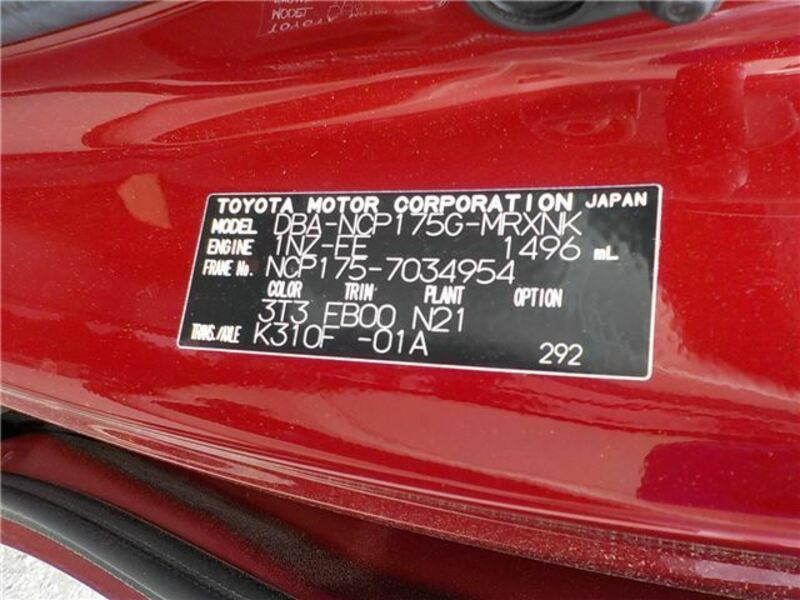 TOYOTA MOTOR CORPORATION JAPAN
MODEL DBA-NCP175G-MRXNK
ENGINE 1NZ-FE 1496 mL
FRAME No. NCP175-7034954
COLOR TRIM PLANT OPTION
3T3 FB00 N21
TRANS./AXLE K310F -01A
292